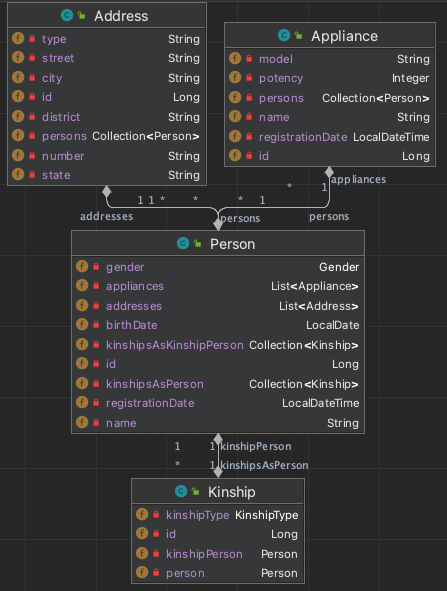 Address
type String
street String
city String
id Long
district String
persons Collection<Person>
number String
state String
Appliance
model String
potency Integer
persons Collection<Person>
name String
registrationDate LocalDateTime
id Long
1 1 * * * 1 * 1 appliances
addresses persons persons
Person
gender Gender
appliances List<Appliance>
addresses List<Address>
birthDate LocalDate
kinshipsAsKinshipPerson Collection<Kinship>
id Long
kinshipsAsPerson Collection<Kinship>
registrationDate LocalDateTime
name String
1 1 kinshipPerson
* 1 kinshipsAsPerson
Kinship
kinshipType KinshipType
id Long
kinshipPerson Person
person Person